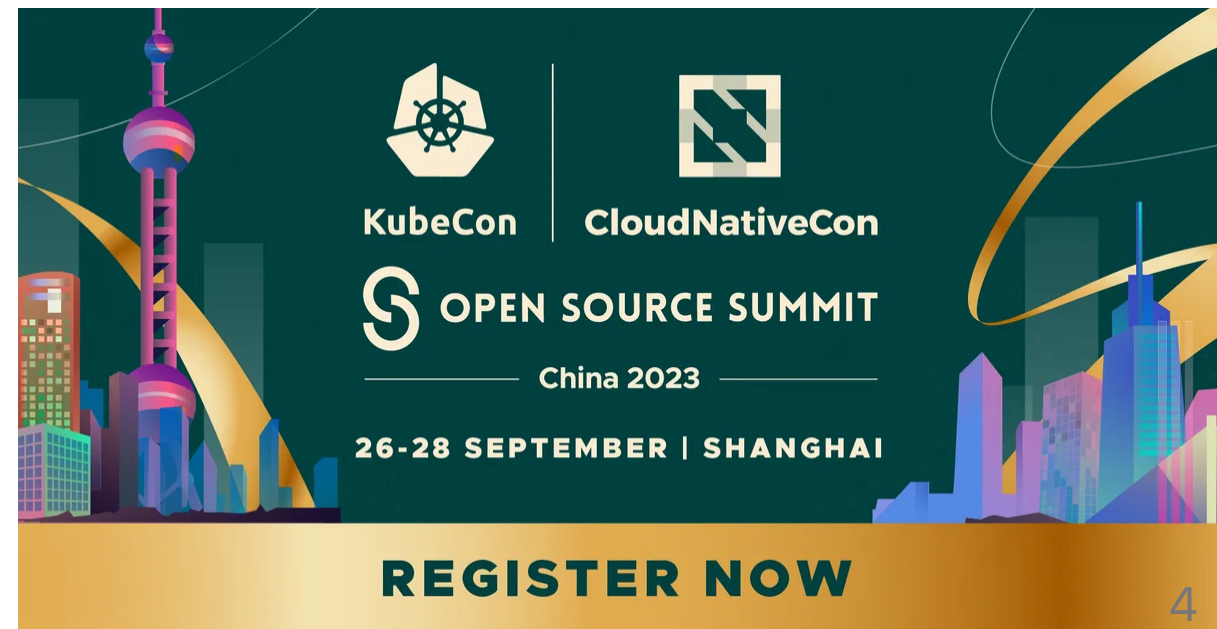 KubeCon
CloudNativeCon
OPEN SOURCE SUMMIT
China 2023
26-28 SEPTEMBER | SHANGHAI
REGISTER NOW
4